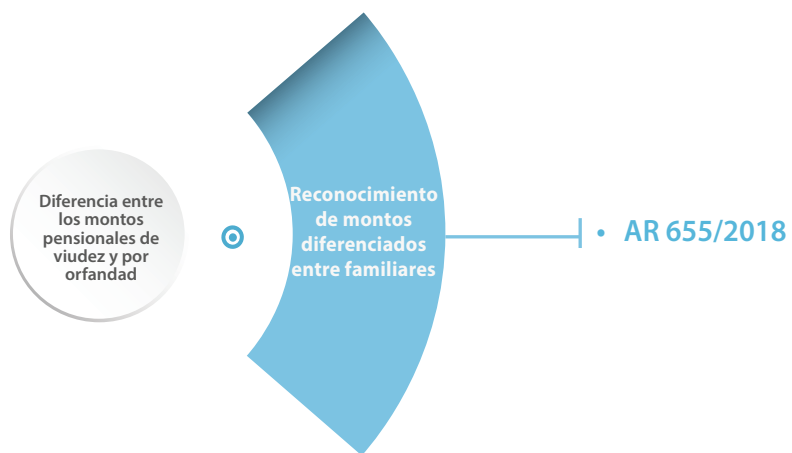 Diferencia entre
los montos
pensionales de
viudez y por
orfandad
Reconocimiento
de montos
diferenciados
entre familiares
• AR 655/2018